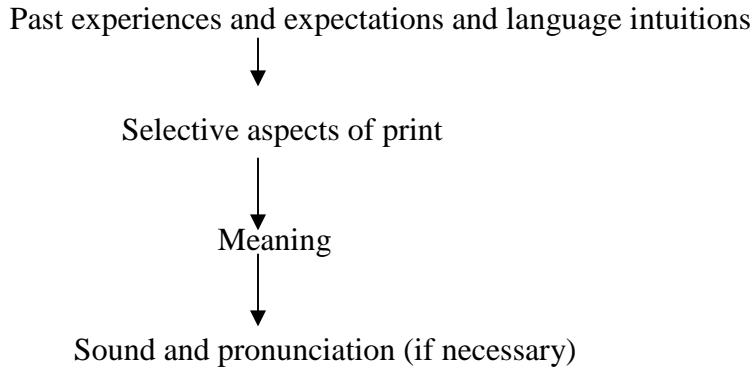 Past experiences and expectations and language intuitions
Selective aspects of print
Meaning
Sound and pronunciation (if necessary)